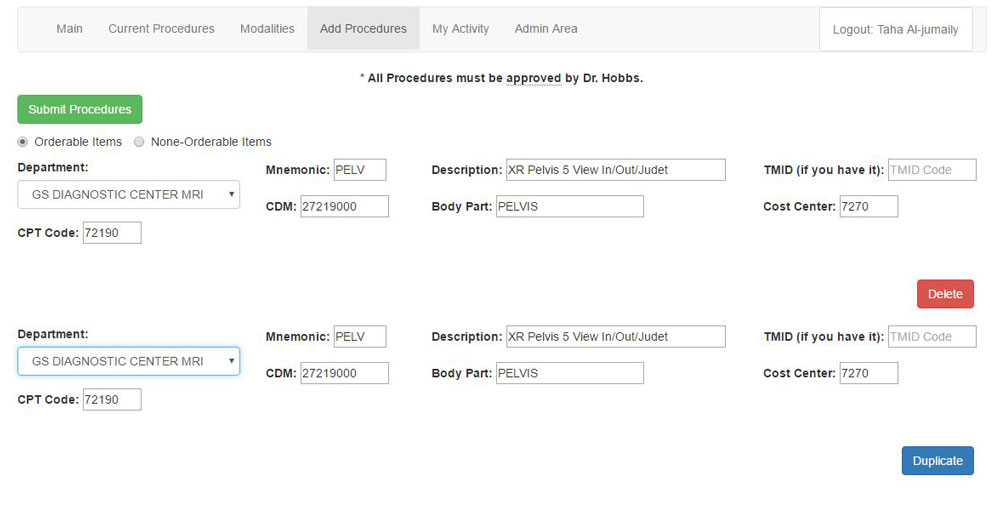 Main Current Procedures Modalities Add Procedures My Activity Admin Area Logout: Taha Al-jumaily
* All Procedures must be approved by Dr. Hobbs.
Submit Procedures
Orderable Items None-Orderable Items
Department: Mnemonic: PELV Description: XR Pelvis 5 View In/Out/Judet TMID (if you have it): TMID Code
GS DIAGNOSTIC CENTER MRI CDM: 27219000 Body Part: PELVIS Cost Center: 7270
CPT Code: 72190
Delete
Department: Mnemonic: PELV Description: XR Pelvis 5 View In/Out/Judet TMID (if you have it): TMID Code
GS DIAGNOSTIC CENTER MRI CDM: 27219000 Body Part: PELVIS Cost Center: 7270
CPT Code: 72190
Duplicate